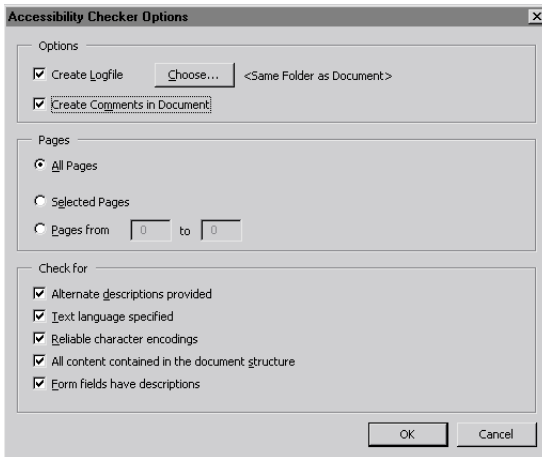 Accessibility Checker Options
Options
Create Logfile Choose... <Same Folder as Document>
Create Comments in Document
Pages
All Pages
Selected Pages
Pages from 0 to 0
Check for
Alternate descriptions provided
Text language specified
Reliable character encodings
All content contained in the document structure
Form fields have descriptions
OK Cancel